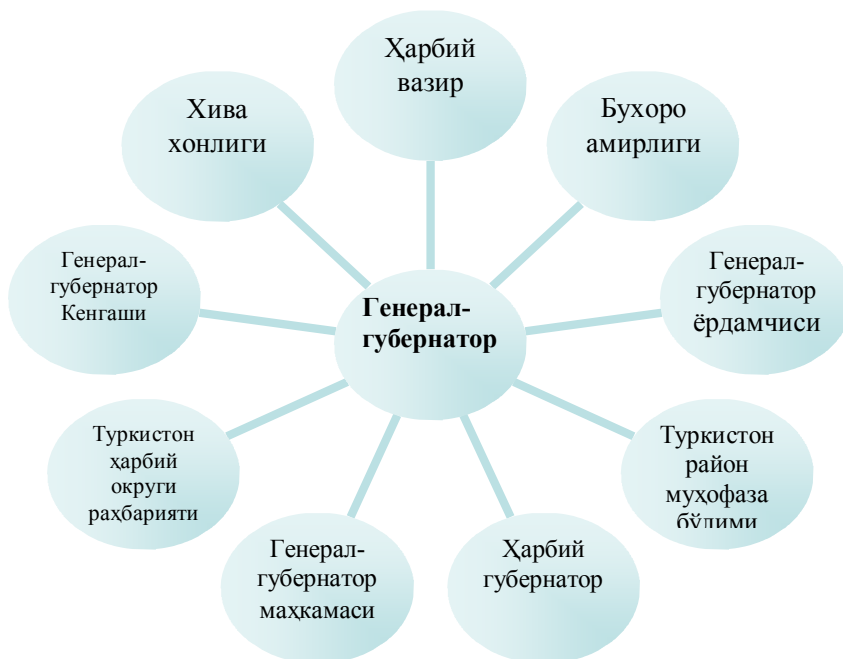 Ҳарбий
вазир
Хива
хонлиги
Бухоро
амирлиги
Генерал-
губернатор
Кенгаши
Генерал-
губернатор
Генерал-
губернатор
ёрдамчиси
Туркистон
ҳарбий
округи
раҳбарияти
Туркистон
район
муҳофаза
бўлими
Генерал-
губернатор
маҳкамаси
Ҳарбий
губернатор